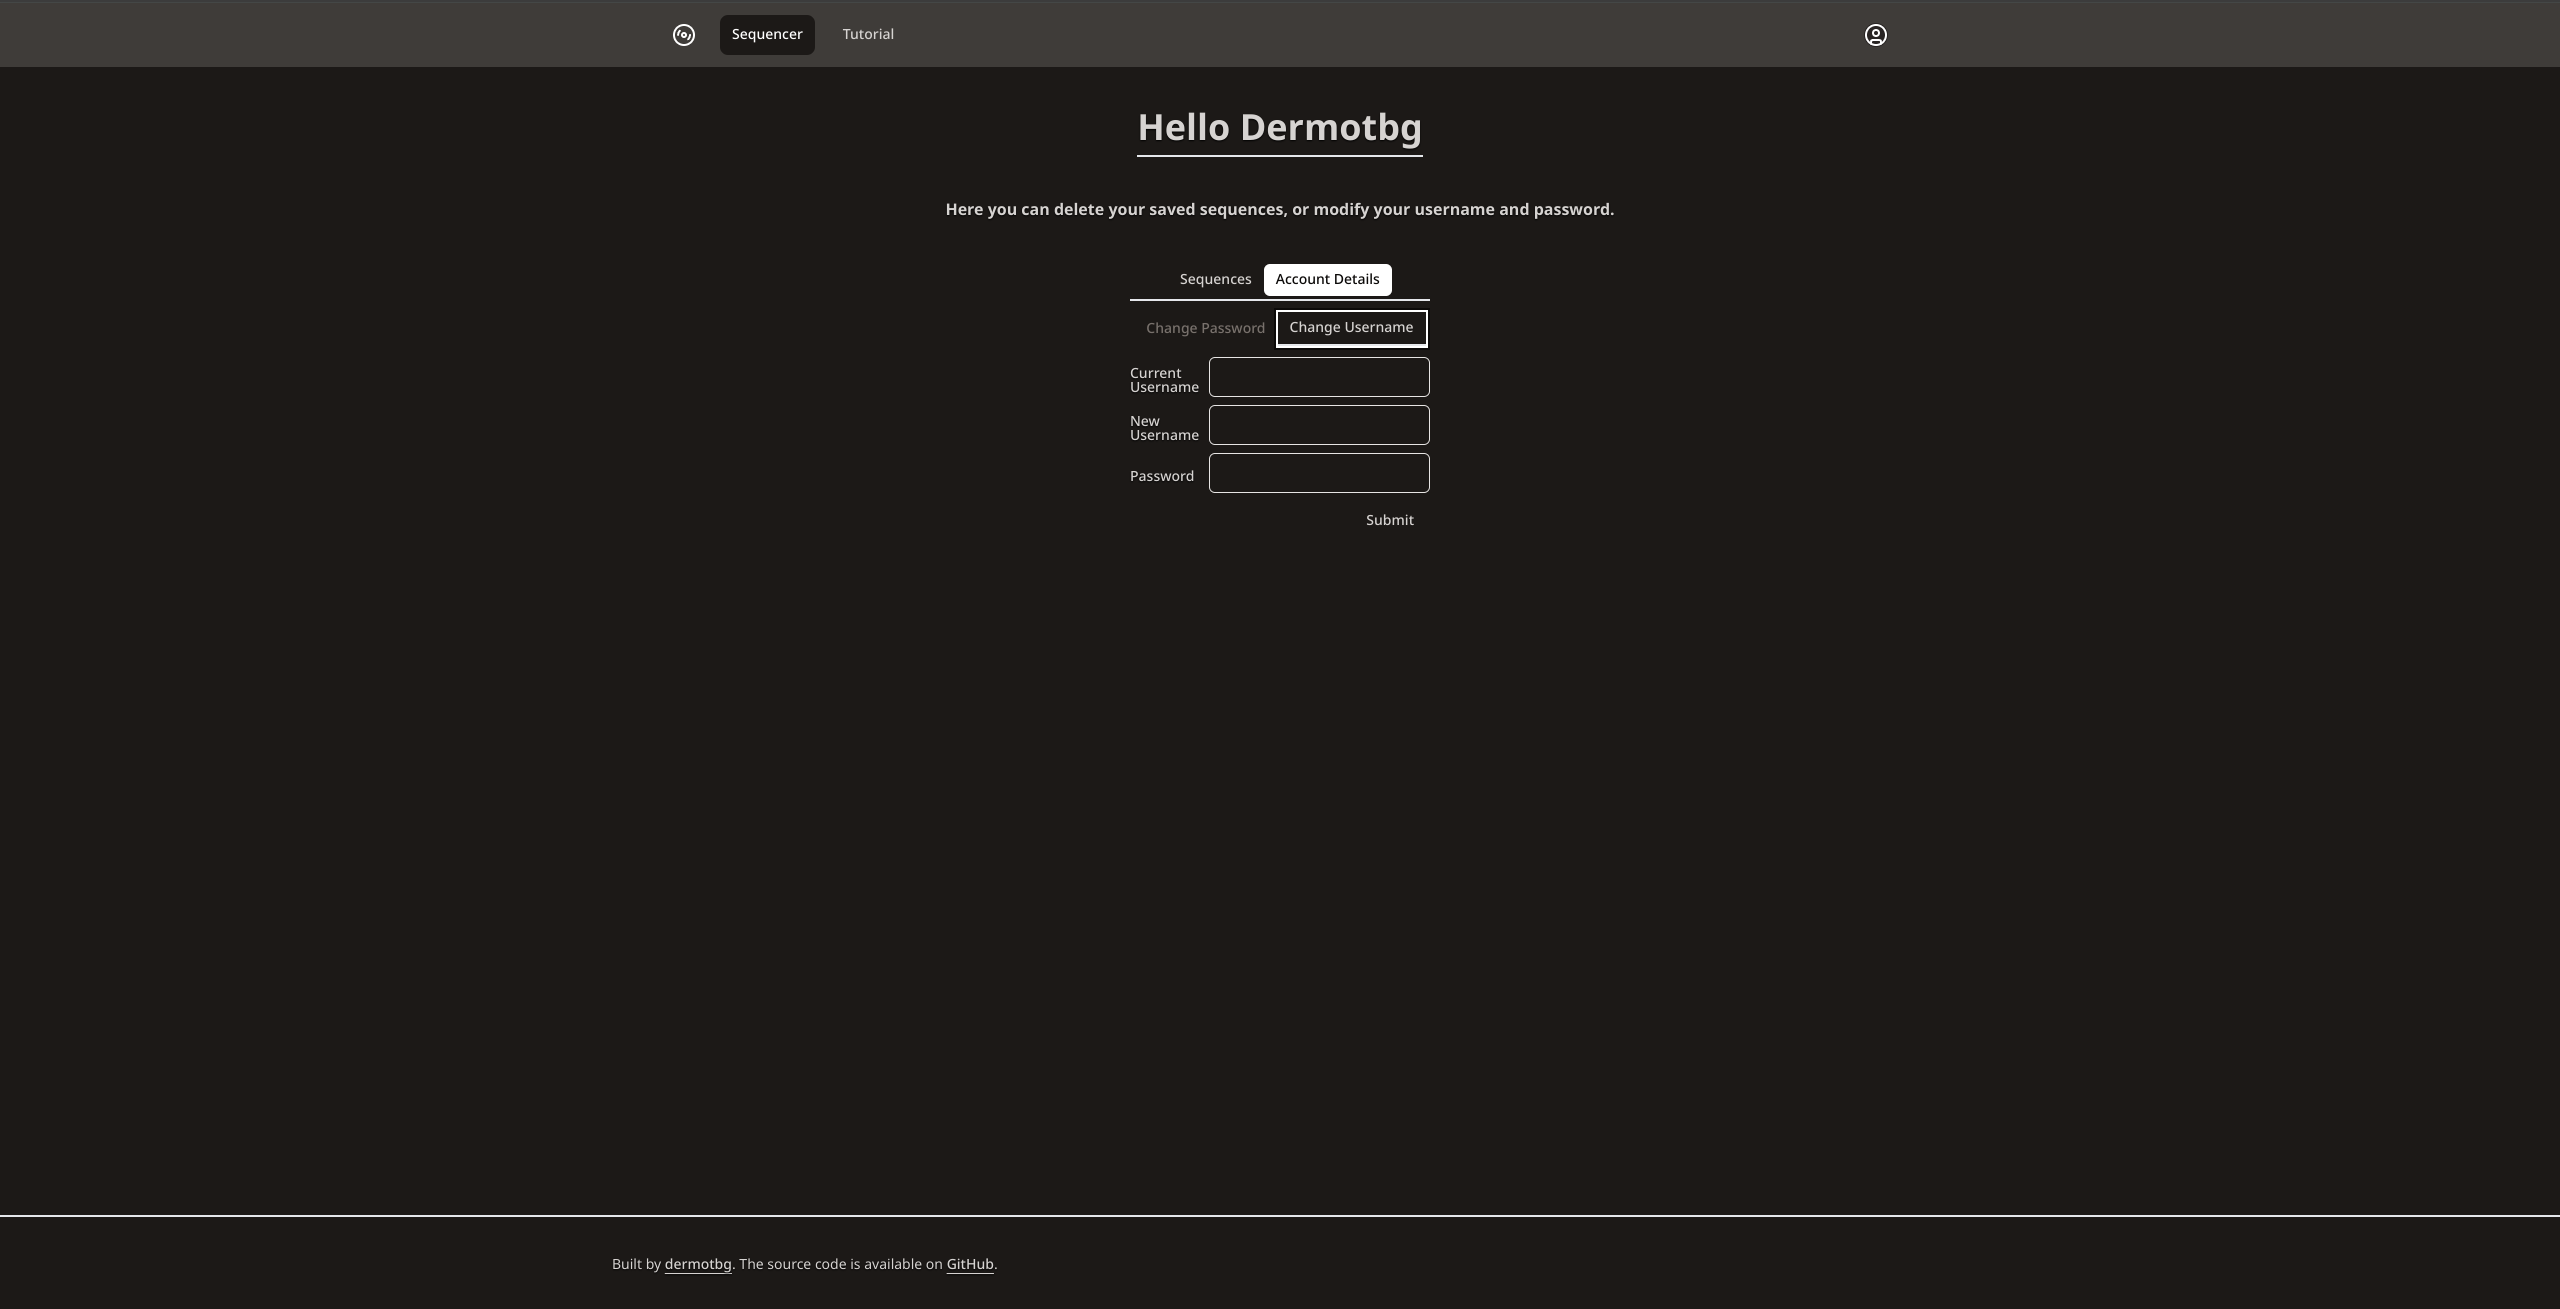 Sequencer
Tutorial
Hello Dermotbg
Here you can delete your saved sequences, or modify your username and password.
Sequences
Account Details
Change Password
Change Username
Current
Username
New
Username
Password
Submit
Built by dermotbg. The source code is available on GitHub.